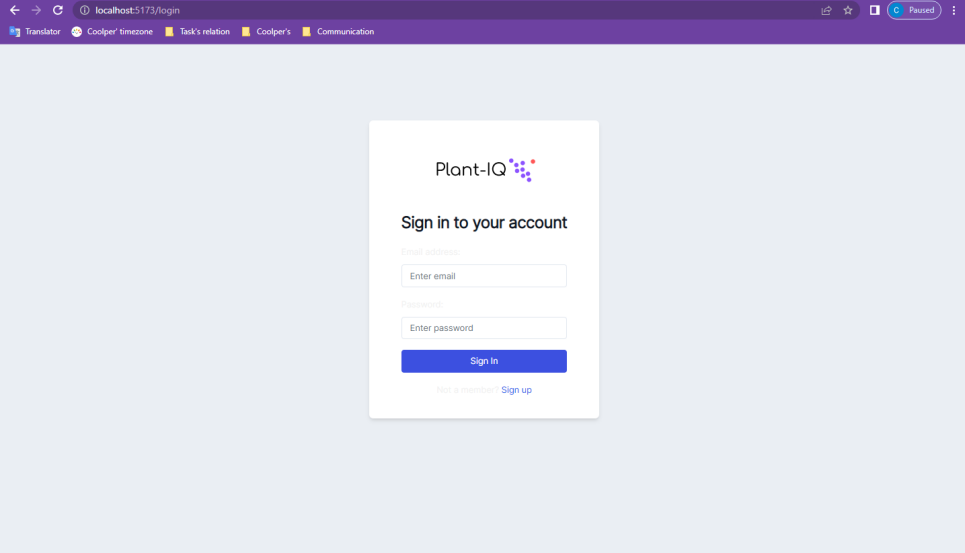 localhost:5173/login
C Paused
Translator Coolper' timezone Task's relation Coolper's Communication
Plant-IQ
Sign in to your account
Email address:
Enter email
Password:
Enter password
Sign In
Not a member? Sign up